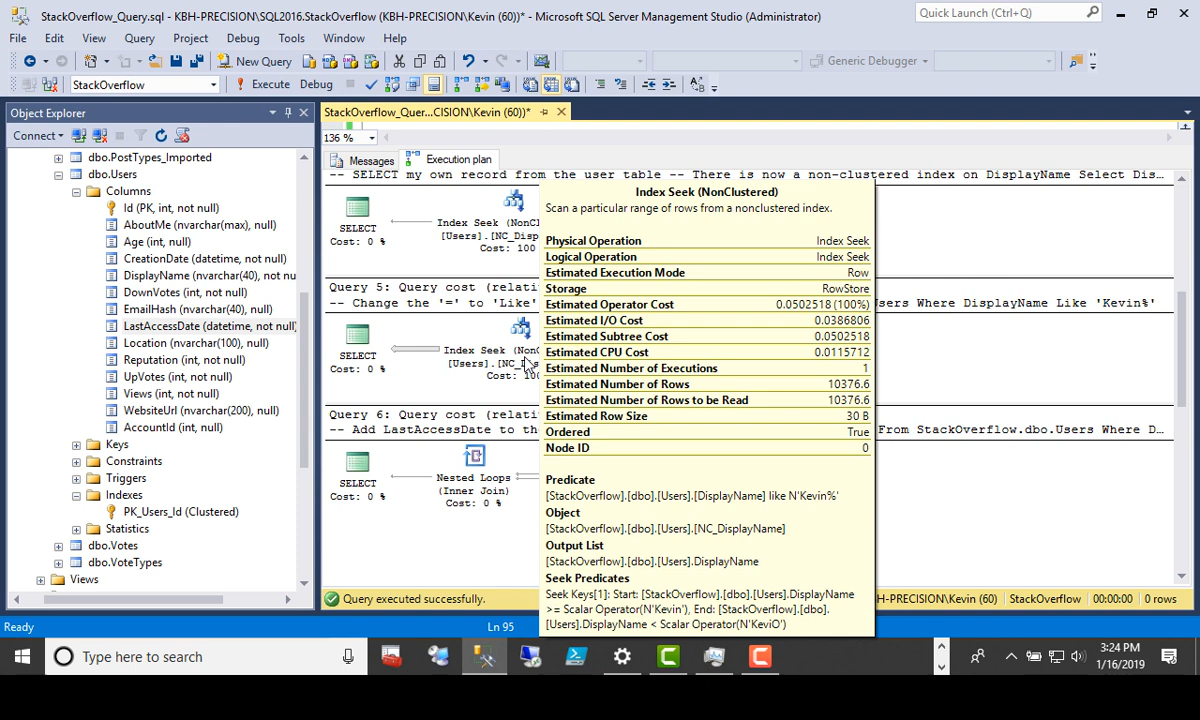 StackOverflow_Query.sql - KBH-PRECISION\SQL2016.StackOverflow (KBH-PRECISION\Kevin (60))* - Microsoft SQL Server Management Studio (Administrator)
Quick Launch (Ctrl+Q)
File Edit View Query Project Debug Tools Window Help
New Query
Generic Debugger
StackOverflow
Execute Debug
Object Explorer
StackOverflow_Quer...CISION\Kevin (60))*
Connect
136 %
Messages
Execution plan
dbo.PostTypes_Imported
dbo.Users
Columns
Id (PK, int, not null)
AboutMe (nvarchar(max), null)
Age (int, null)
CreationDate (datetime, not null)
DisplayName (nvarchar(40), not nu
DownVotes (int, not null)
EmailHash (nvarchar(40), null)
LastAccessDate (datetime, not null)
Location (nvarchar(100), null)
Reputation (int, not null)
UpVotes (int, not null)
Views (int, not null)
WebsiteUrl (nvarchar(200), null)
AccountId (int, null)
Keys
Constraints
Triggers
Indexes
PK_Users_Id (Clustered)
Statistics
dbo.Votes
dbo.VoteTypes
Views
-- SELECT my own record from the user table -- There is now a non-clustered index on DisplayName Select Dis...
SELECT
Cost: 0 %
Index Seek (NonCl
[Users].[NC_Disp
Cost: 100
Query 5: Query cost (relati
-- Change the '=' to 'Like'
Users Where DisplayName Like 'Kevin%'
SELECT
Cost: 0 %
Index Seek (NonC
[Users].[NC_D
Cost: 100
Query 6: Query cost (relati
-- Add LastAccessDate to the
From StackOverflow.dbo.Users Where D...
SELECT
Cost: 0 %
Nested Loops
(Inner Join)
Cost: 0 %
Index Seek (NonClustered)
Scan a particular range of rows from a nonclustered index.
Physical Operation Index Seek
Logical Operation Index Seek
Estimated Execution Mode Row
Storage RowStore
Estimated Operator Cost 0.0502518 (100%)
Estimated I/O Cost 0.0386806
Estimated Subtree Cost 0.0502518
Estimated CPU Cost 0.0115712
Estimated Number of Executions 1
Estimated Number of Rows 10376.6
Estimated Number of Rows to be Read 10376.6
Estimated Row Size 30 B
Ordered True
Node ID 0
Predicate
[StackOverflow].[dbo].[Users].[DisplayName] like N'Kevin%'
Object
[StackOverflow].[dbo].[Users].[NC_DisplayName]
Output List
[StackOverflow].[dbo].[Users].DisplayName
Seek Predicates
Seek Keys[1]: Start: [StackOverflow].[dbo].[Users].DisplayName
>= Scalar Operator(N'Kevin'), End: [StackOverflow].[dbo].
[Users].DisplayName < Scalar Operator(N'KeviO')
Query executed successfully.
BH-PRECISION\Kevin (60) StackOverflow 00:00:00 0 rows
Ready
Ln 95
Type here to search
3:24 PM
1/16/2019